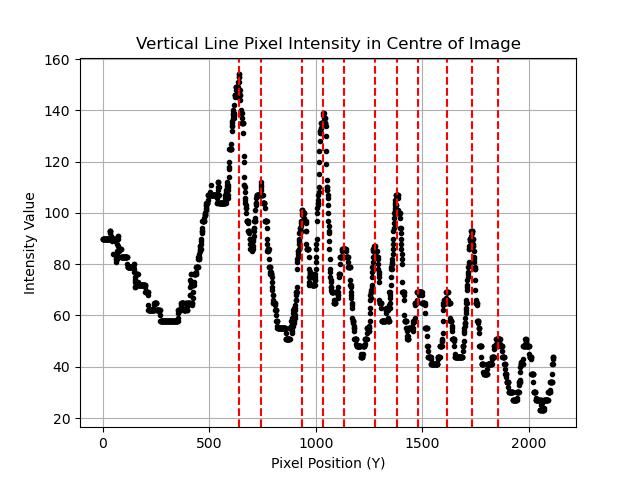 Vertical Line Pixel Intensity in Centre of Image
160
140
120
100
80
60
40
20
Intensity Value
0 500 1000 1500 2000
Pixel Position (Y)